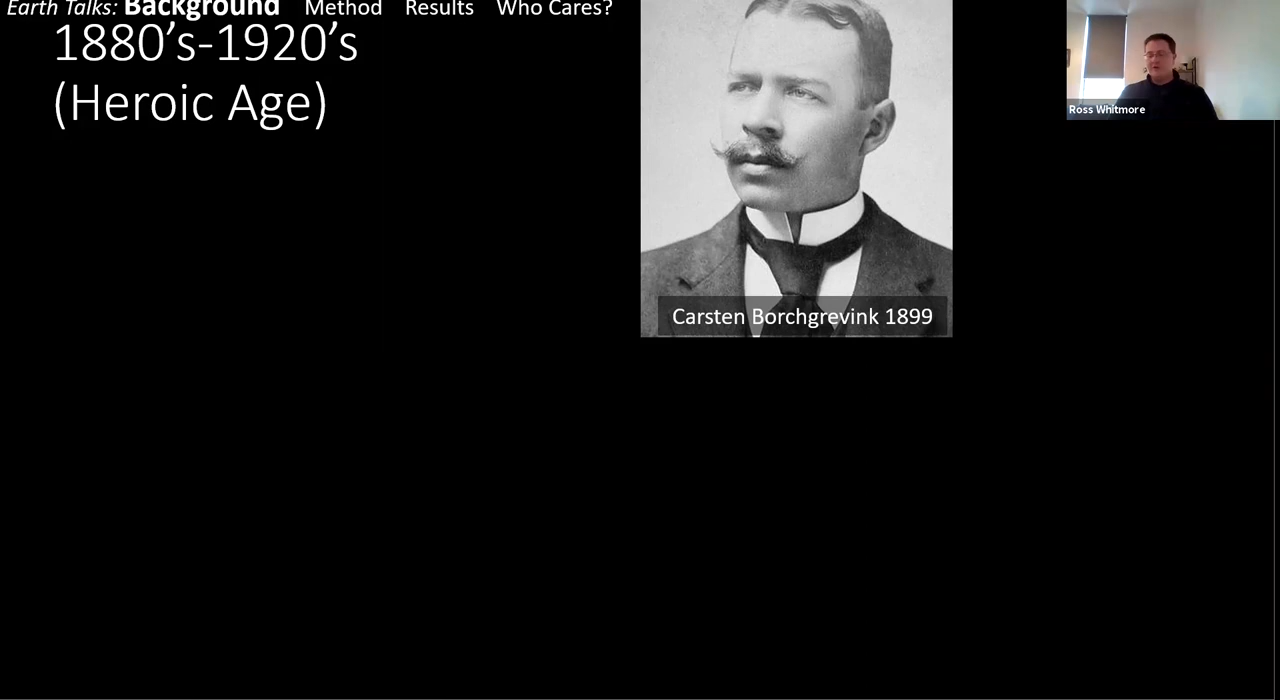 Earth Talks: Background Method Results Who Cares?
1880’s-1920’s
(Heroic Age)
Carsten Borchgrevink 1899
Ross Whitmore